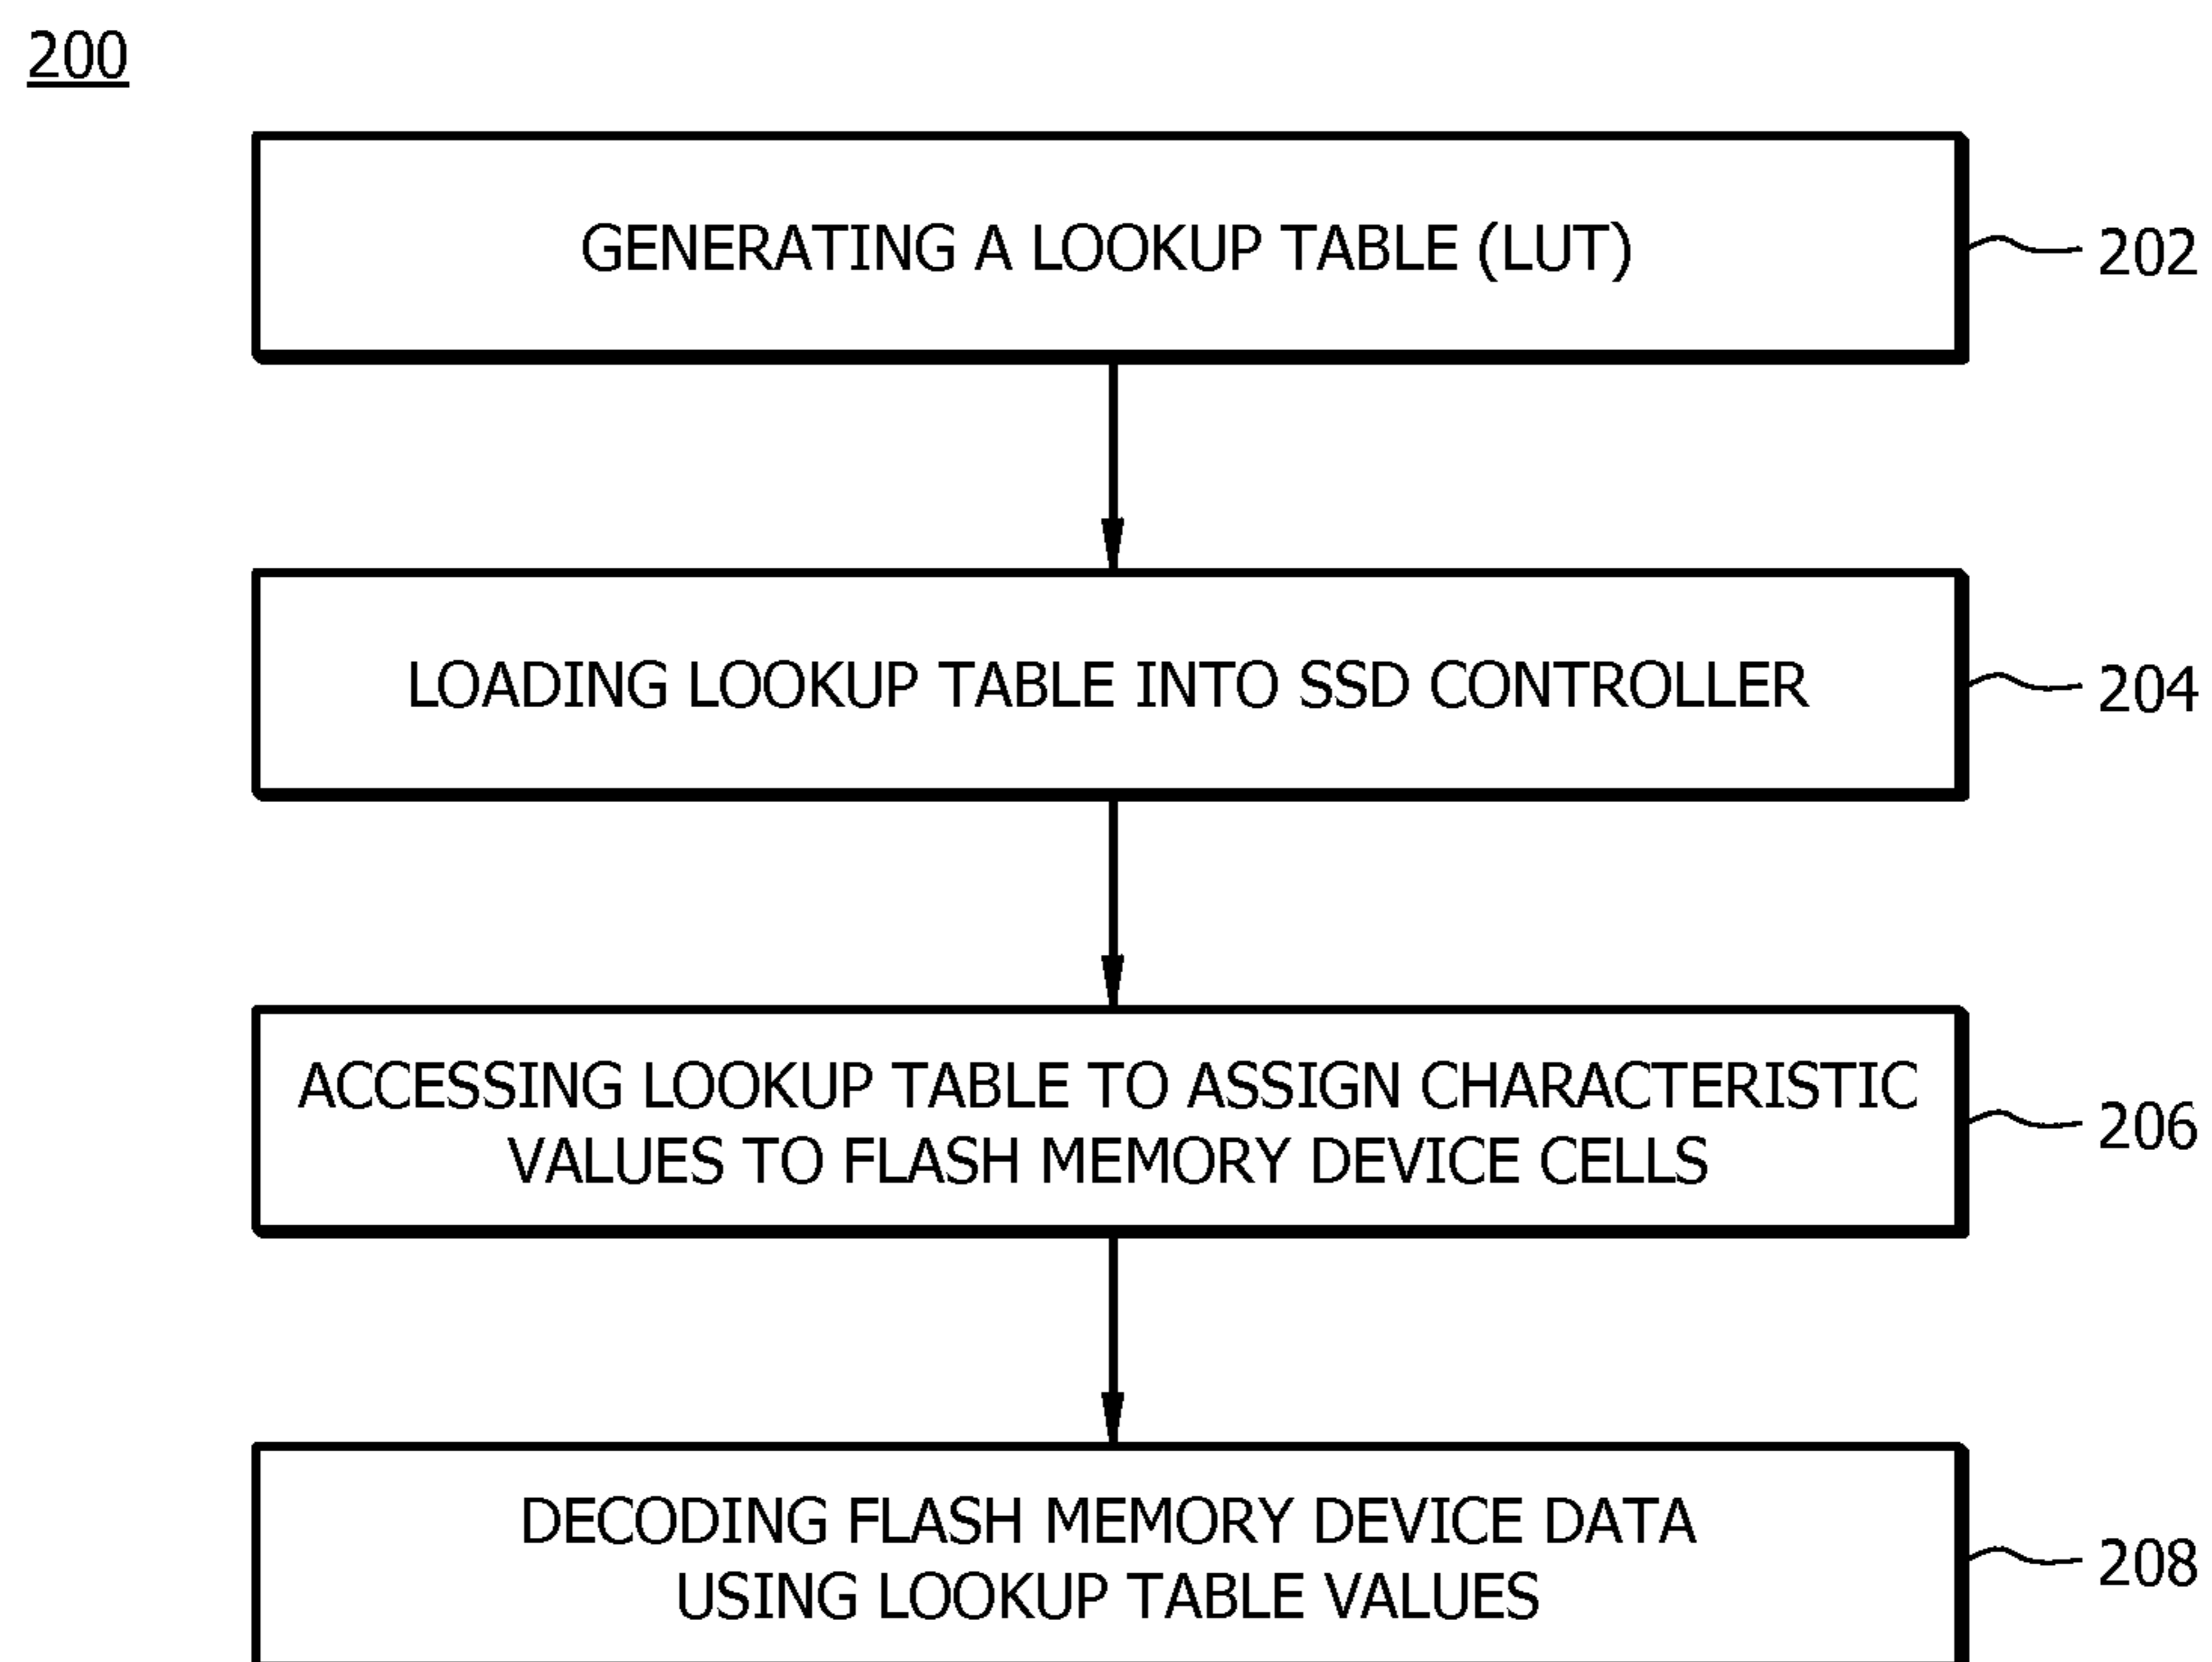 200
GENERATING A LOOKUP TABLE (LUT)
202
LOADING LOOKUP TABLE INTO SSD CONTROLLER
204
ACCESSING LOOKUP TABLE TO ASSIGN CHARACTERISTIC
VALUES TO FLASH MEMORY DEVICE CELLS
206
DECODING FLASH MEMORY DEVICE DATA
USING LOOKUP TABLE VALUES
208